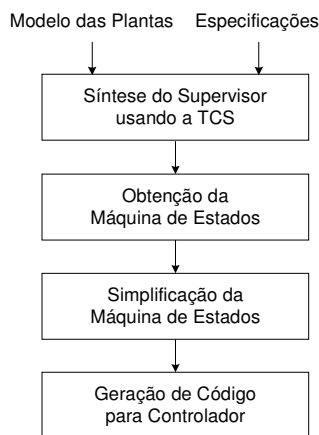 Modelo das Plantas Especificações
Síntese do Supervisor
usando a TCS
Obtenção da
Máquina de Estados
Simplificação da
Máquina de Estados
Geração de Código
para Controlador